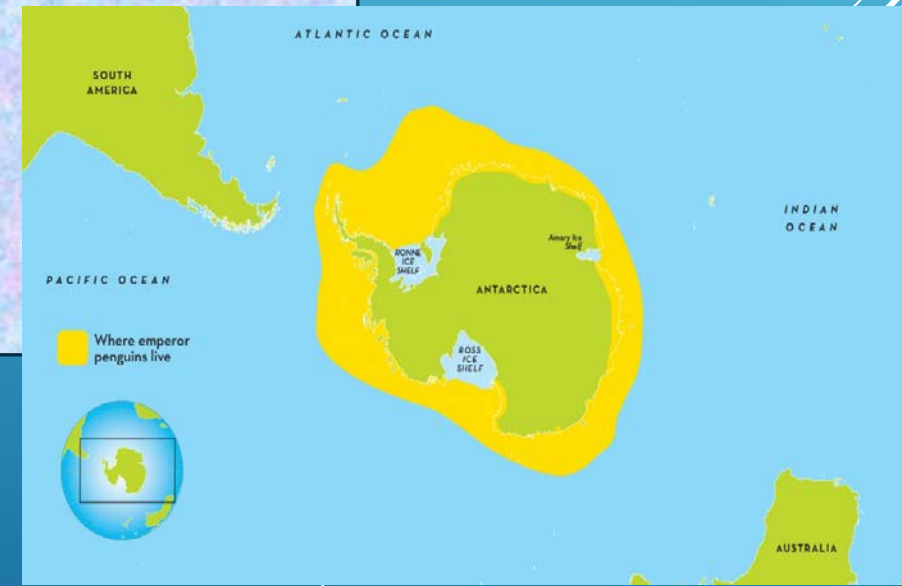 ATLANTIC OCEAN
SOUTH
AMERICA
INDIAN
OCEAN
Amery Ice
Shelf
RONNE
ICE
SHELF
PACIFIC OCEAN
ANTARCTICA
Where emperor
penguins live
ROSS
ICE
SHELF
AUSTRALIA